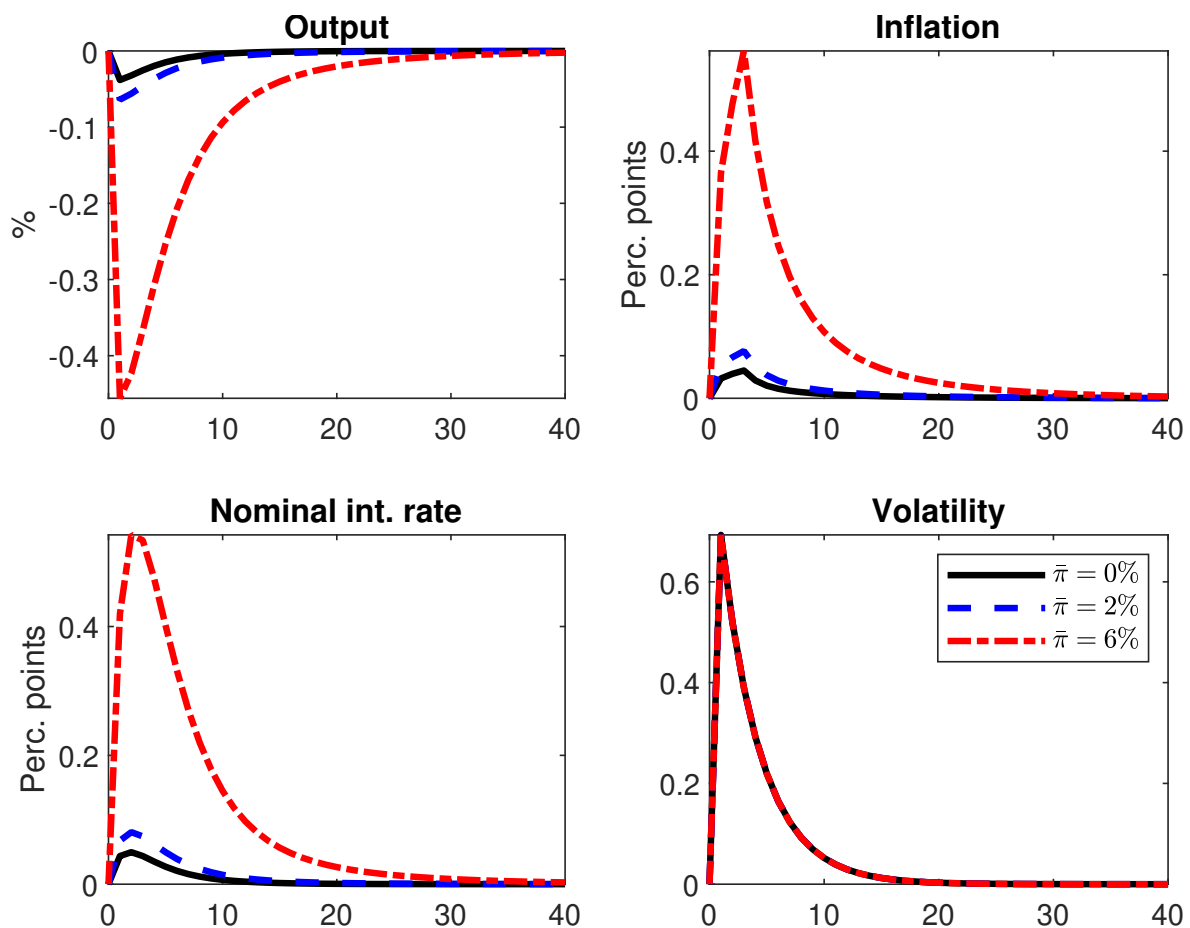 Output
0
-0.1
-0.2
-0.3
-0.4
%
0 10 20 30 40
Inflation
0.4
0.2
0
Perc. points
0 10 20 30 40
Nominal int. rate
0.4
0.2
0
Perc. points
0 10 20 30 40
Volatility
0.6
0.4
0.2
0
0 10 20 30 40
π̄ = 0%
π̄ = 2%
π̄ = 6%